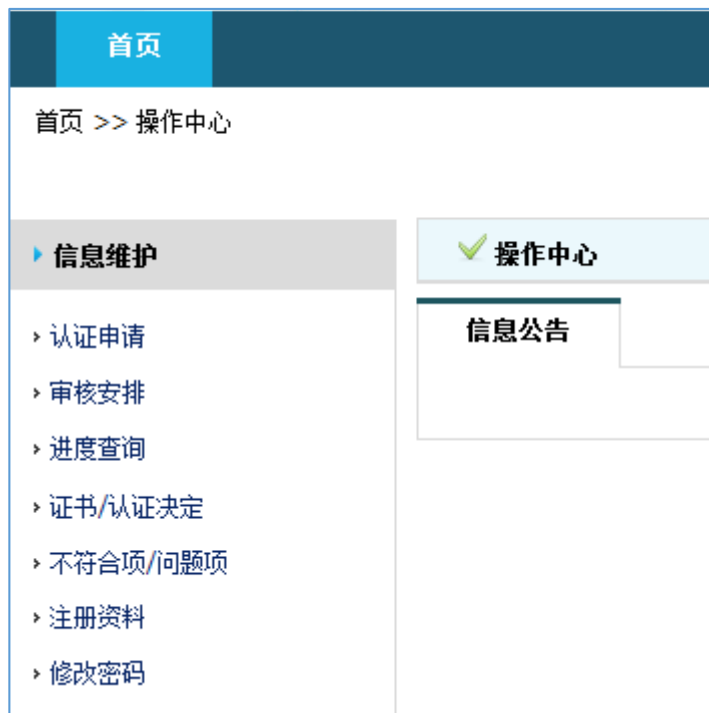 首页
首页 >> 操作中心
信息维护
操作中心
信息公告
认证申请
审核安排
进度查询
证书/认证决定
不符合项/问题项
注册资料
修改密码